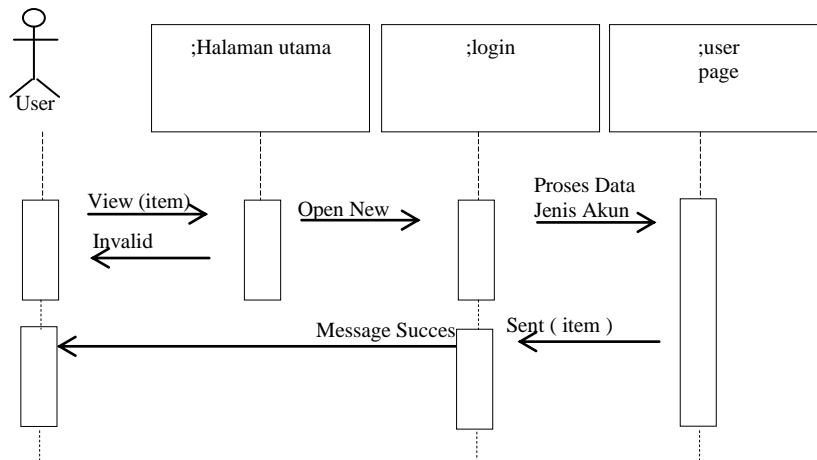 ;Halaman utama
;login
;user
page
User
View (item)
Open New
Proses Data
Jenis Akun
Invalid
Message Succes
Sent ( item )